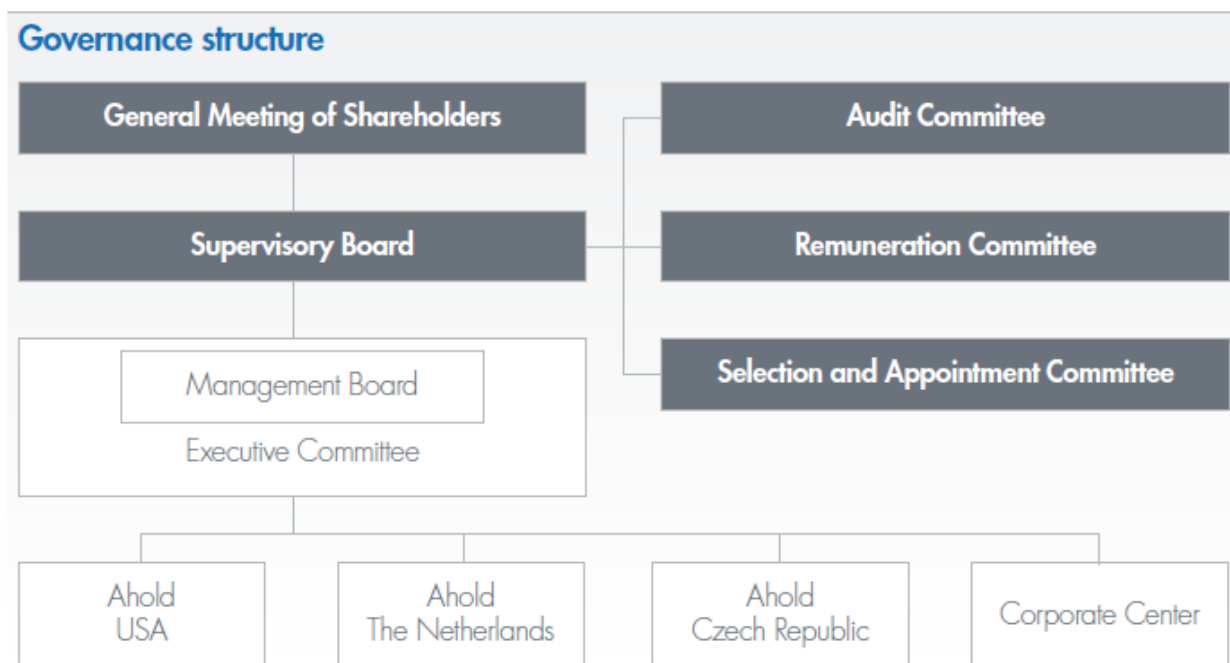 Governance structure
General Meeting of Shareholders
Audit Committee
Supervisory Board
Remuneration Committee
Selection and Appointment Committee
Management Board
Executive Committee
Ahold
USA
Ahold
The Netherlands
Ahold
Czech Republic
Corporate Center